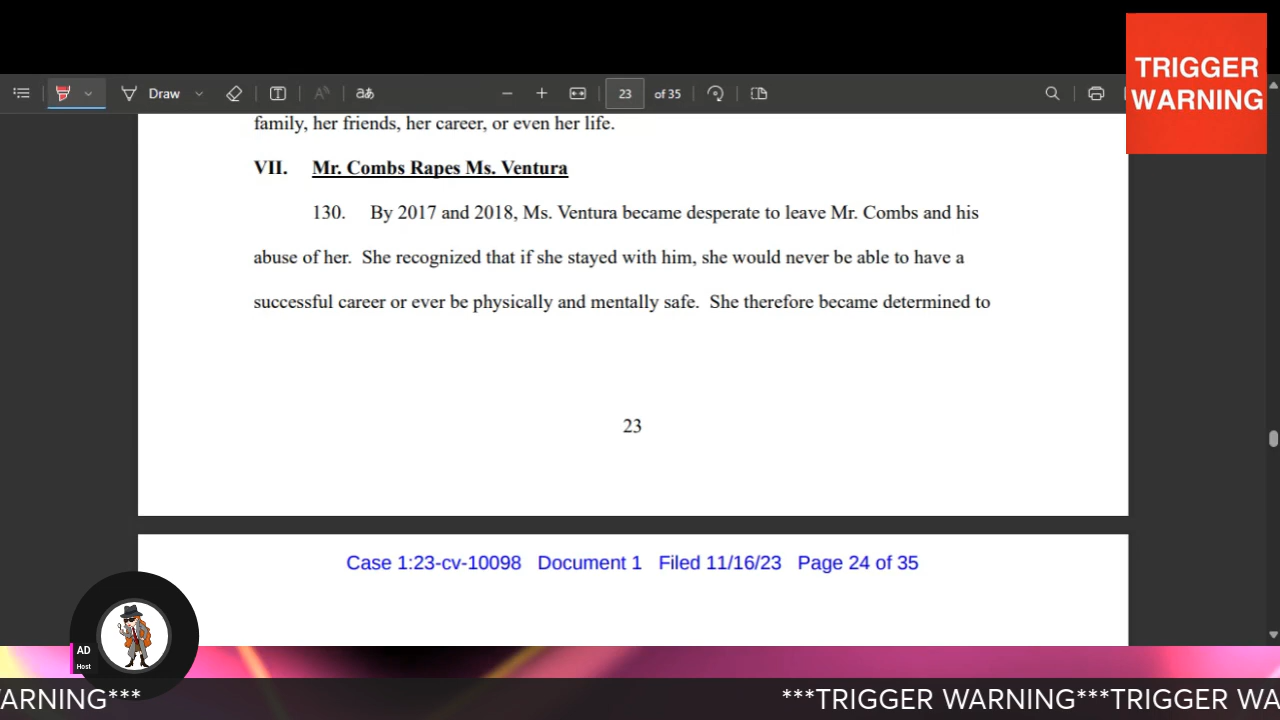 TRIGGER
WARNING
Draw
23
of 35
aあ
family, her friends, her career, or even her life.
VII. Mr. Combs Rapes Ms. Ventura
130. By 2017 and 2018, Ms. Ventura became desperate to leave Mr. Combs and his
abuse of her. She recognized that if she stayed with him, she would never be able to have a
successful career or ever be physically and mentally safe. She therefore became determined to
23
Case 1:23-cv-10098 Document 1 Filed 11/16/23 Page 24 of 35
AD
Host
ARNING*** ***TRIGGER WARNING***TRIGGER WA